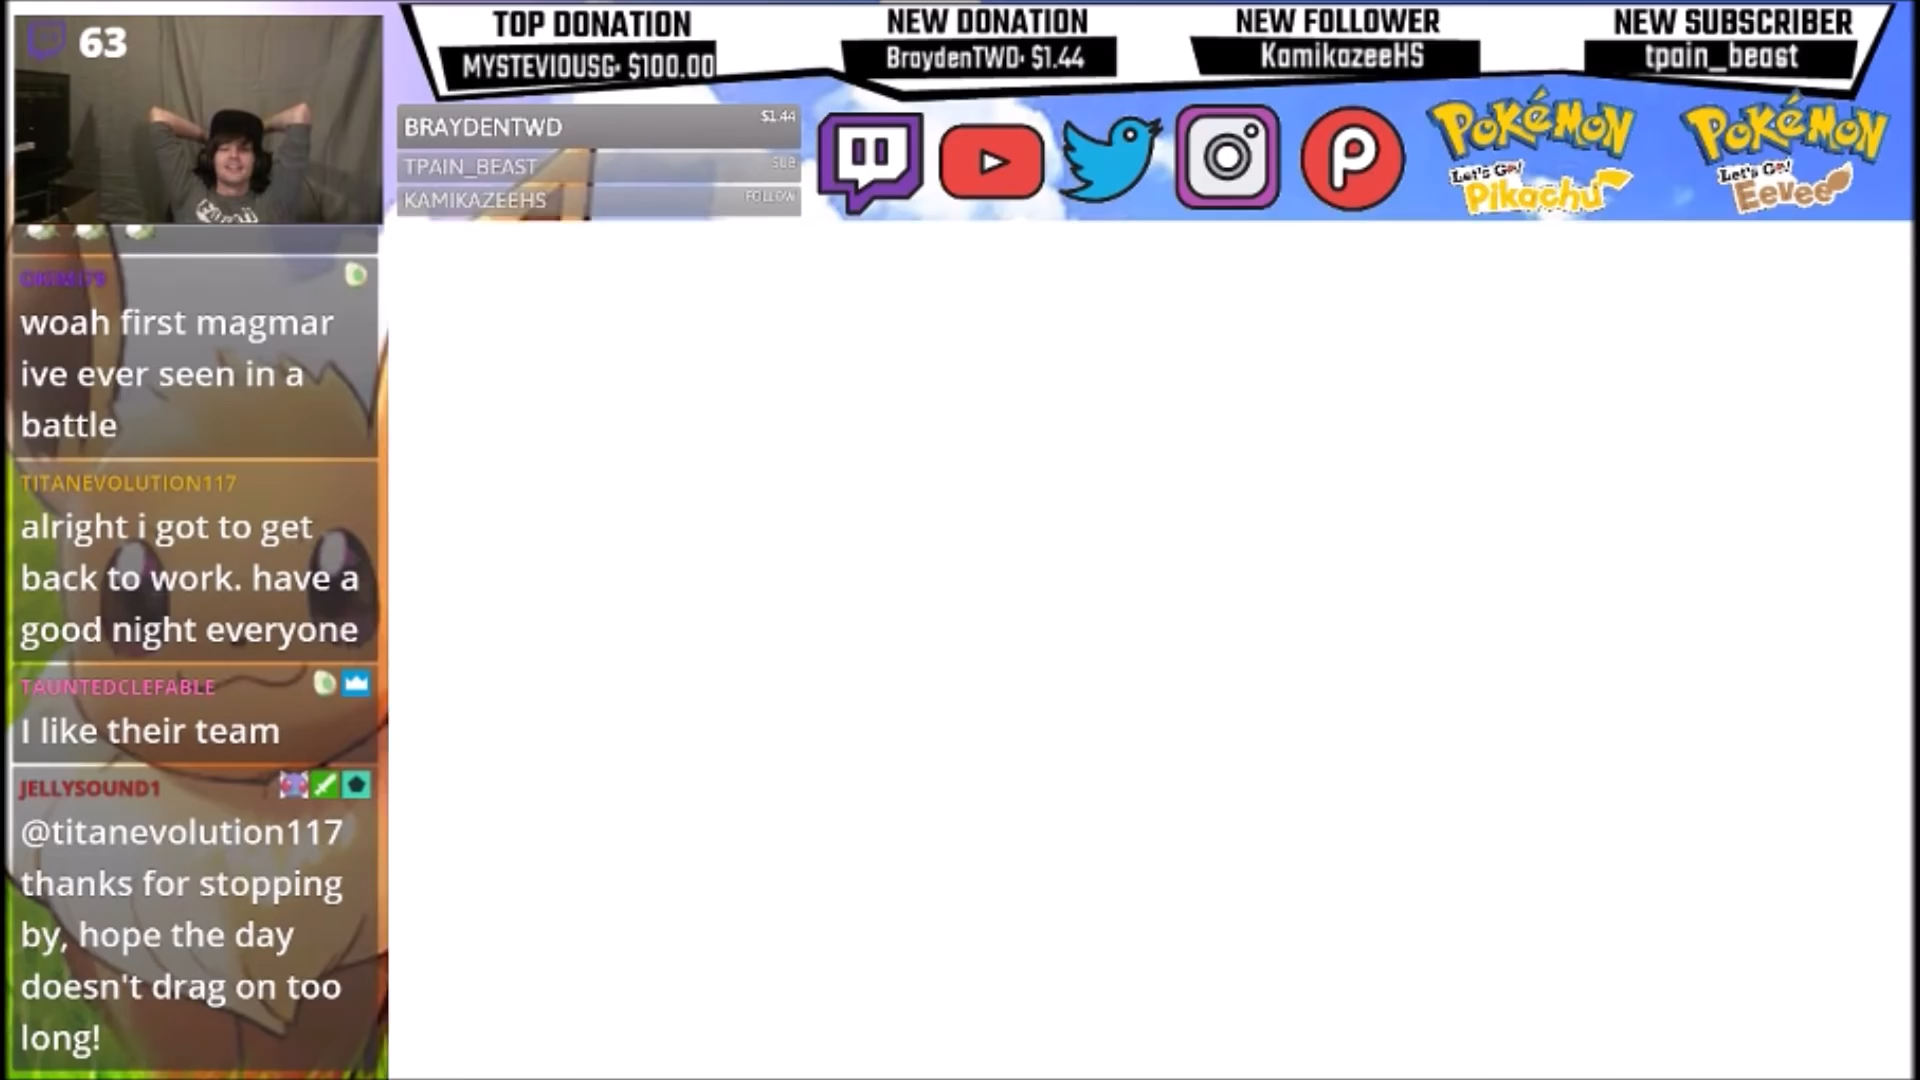 63
TOP DONATION
MYSTEVIOUSG: $100.00
NEW DONATION
BraydenTWD: $1.44
NEW FOLLOWER
KamikazeeHS
NEW SUBSCRIBER
tpain_beast
BRAYDENTWD $1.44
TPAIN_BEAST SUB
KAMIKAZEEHS FOLLOW
POKéMON
Let's Go!
Pikachu
POKéMON
Let's Go!
Eevee
woah first magmar
ive ever seen in a
battle
TITANEVOLUTION117
alright i got to get
back to work. have a
good night everyone
TAUNTEDCLEFABLE
I like their team
JELLYSOUND1
@titanevolution117
thanks for stopping
by, hope the day
doesn't drag on too
long!